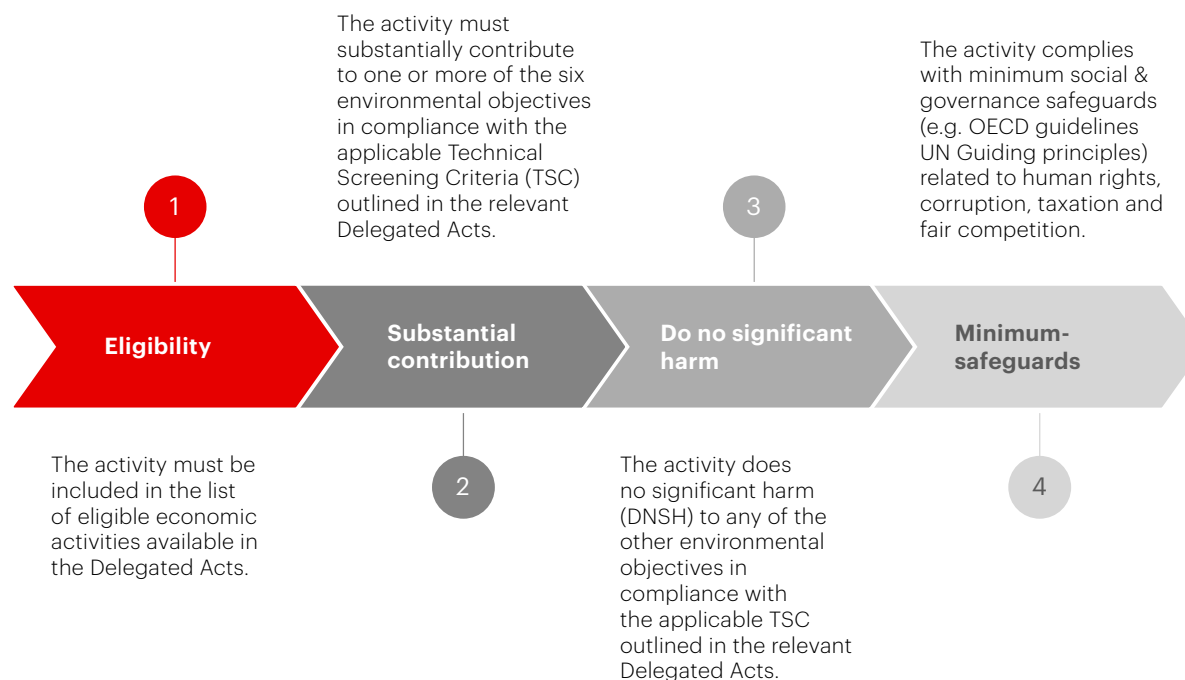 1
Eligibility
The activity must be
included in the list
of eligible economic
activities available in
the Delegated Acts.
The activity must
substantially contribute
to one or more of the six
environmental objectives
in compliance with the
applicable Technical
Screening Criteria (TSC)
outlined in the relevant
Delegated Acts.
Substantial
contribution
2
3
Do no significant
harm
The activity does
no significant harm
(DNSH) to any of the
other environmental
objectives in
compliance with
the applicable TSC
outlined in the relevant
Delegated Acts.
The activity complies
with minimum social &
governance safeguards
(e.g. OECD guidelines
UN Guiding principles)
related to human rights,
corruption, taxation and
fair competition.
Minimum-
safeguards
4